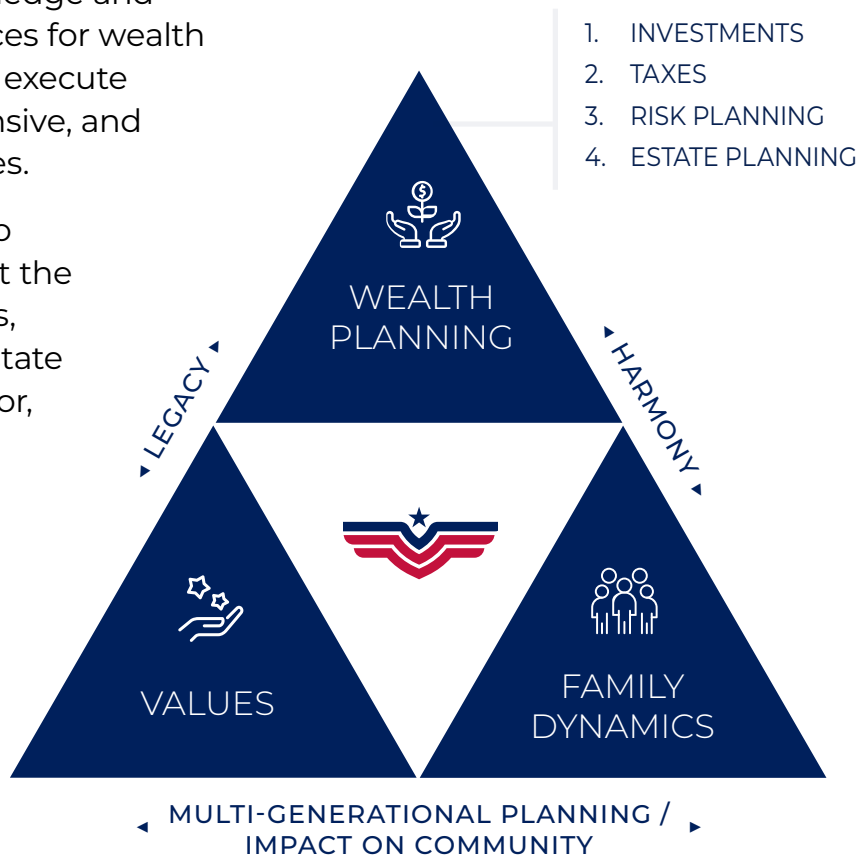 ces for wealth
execute
nsive, and
es.
t the
s,
tate
or,
1. INVESTMENTS
2. TAXES
3. RISK PLANNING
4. ESTATE PLANNING
WEALTH
PLANNING
LEGACY
HARMONY
VALUES
FAMILY
DYNAMICS
MULTI-GENERATIONAL PLANNING /
IMPACT ON COMMUNITY